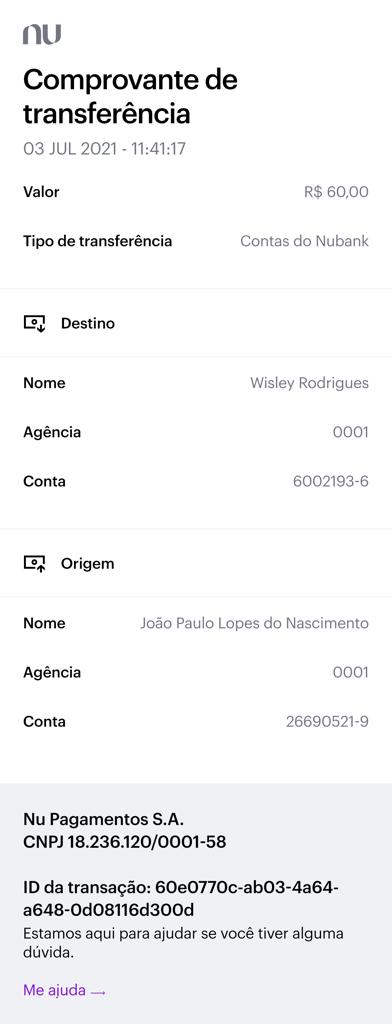 nu
Comprovante de
transferência
03 JUL 2021 - 11:41:17
Valor R$ 60,00
Tipo de transferência Contas do Nubank
Destino
Nome Wisley Rodrigues
Agência 0001
Conta 6002193-6
Origem
Nome João Paulo Lopes do Nascimento
Agência 0001
Conta 26690521-9
Nu Pagamentos S.A.
CNPJ 18.236.120/0001-58
ID da transação: 60e0770c-ab03-4a64-
a648-0d08116d300d
Estamos aqui para ajudar se você tiver alguma
dúvida.
Me ajuda →